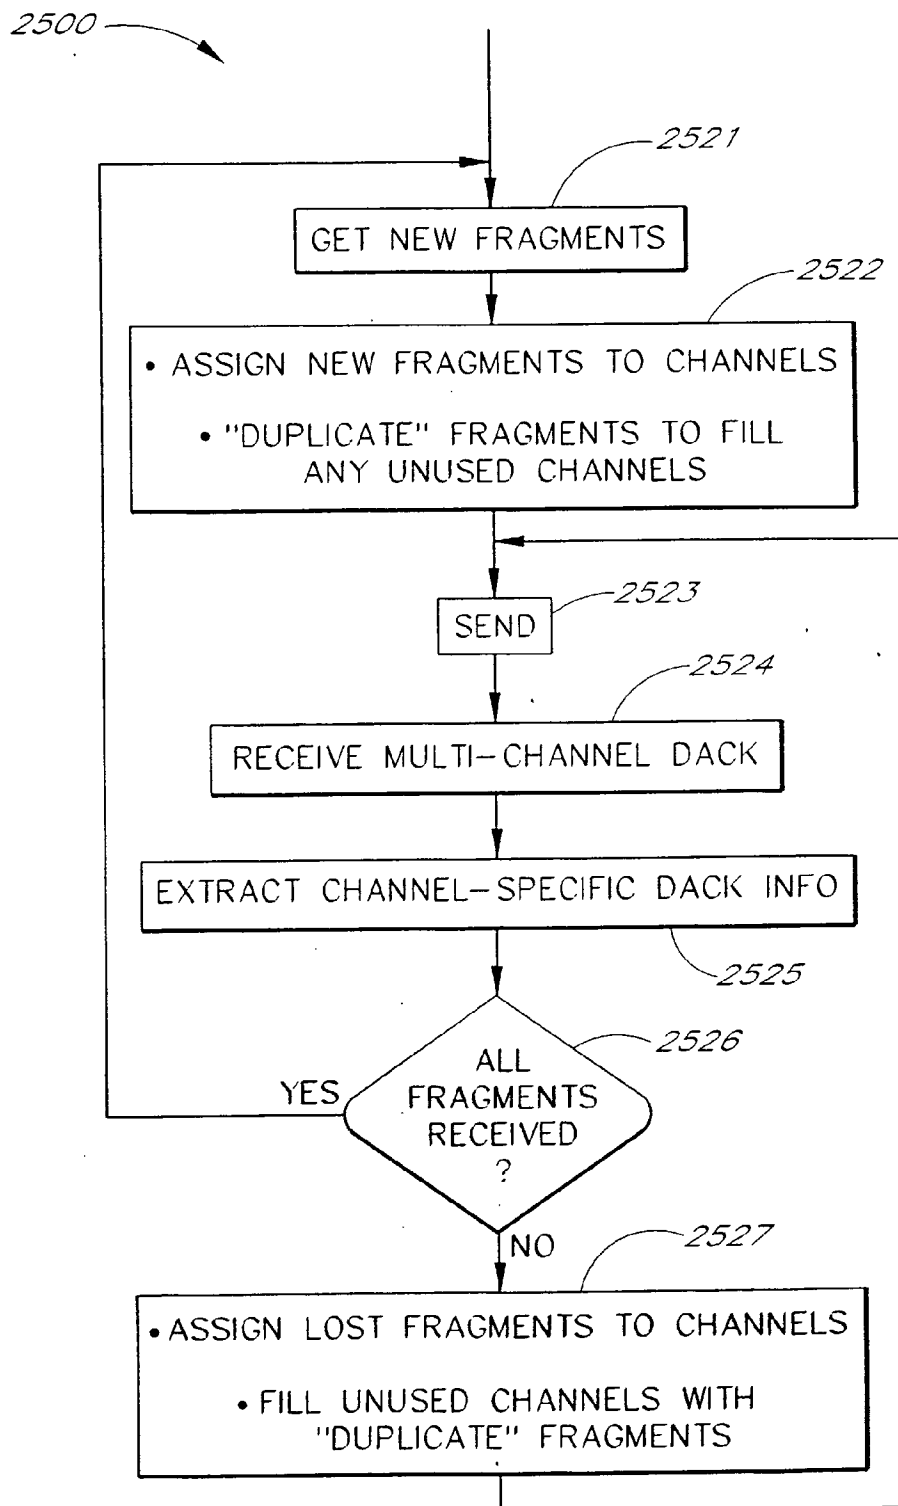 2500
2521
GET NEW FRAGMENTS
2522
• ASSIGN NEW FRAGMENTS TO CHANNELS
• "DUPLICATE" FRAGMENTS TO FILL
ANY UNUSED CHANNELS
2523
SEND
2524
RECEIVE MULTI-CHANNEL DACK
EXTRACT CHANNEL-SPECIFIC DACK INFO
2525
2526
ALL
FRAGMENTS
RECEIVED
?
YES
NO
2527
• ASSIGN LOST FRAGMENTS TO CHANNELS
• FILL UNUSED CHANNELS WITH
"DUPLICATE" FRAGMENTS